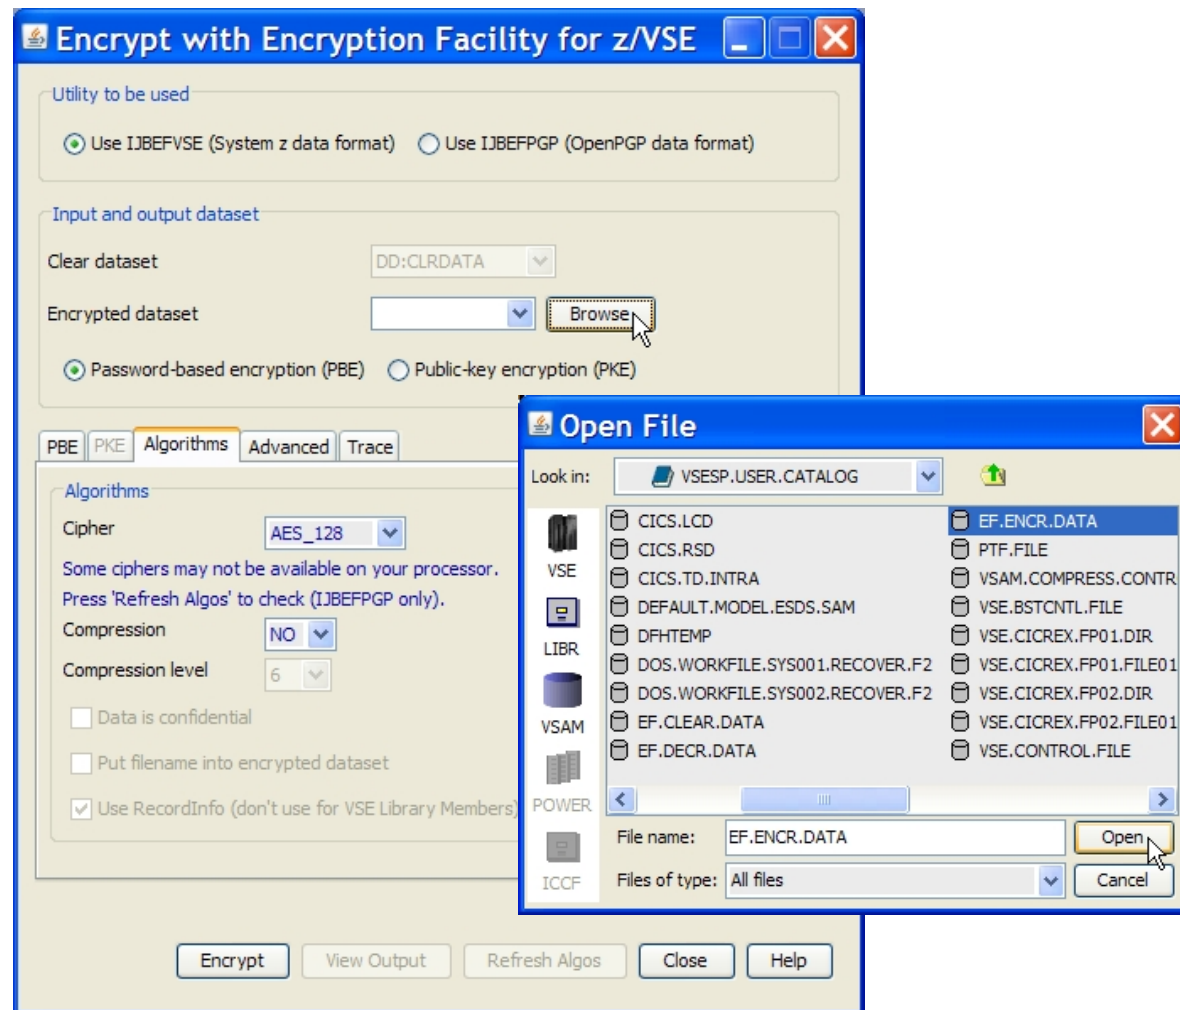 Encrypt with Encryption Facility for z/VSE
Utility to be used
Use IJBEFVSE (System z data format) Use IJBEFPGP (OpenPGP data format)
Input and output dataset
Clear dataset DD:CLRDATA
Encrypted dataset Browse
Password-based encryption (PBE) Public-key encryption (PKE)
PBE PKE Algorithms Advanced Trace
Algorithms
Cipher AES_128
Some ciphers may not be available on your processor.
Press 'Refresh Algos' to check (IJBEFPGP only).
Compression NO
Compression level 6
Data is confidential
Put filename into encrypted dataset
Use RecordInfo (don't use for VSE Library Members)
Encrypt View Output Refresh Algos Close Help
Open File
Look in: VSESP.USER.CATALOG
VSE
LIBR
VSAM
POWER
ICCF
CICS.LCD
CICS.RSD
CICS.TD.INTRA
DEFAULT.MODEL.ESDS.SAM
DFHTEMP
DOS.WORKFILE.SYS001.RECOVER.F2
DOS.WORKFILE.SYS002.RECOVER.F2
EF.CLEAR.DATA
EF.DECR.DATA
EF.ENCR.DATA
PTF.FILE
VSAM.COMPRESS.CONTR
VSE.BSTCNTL.FILE
VSE.CICREX.FP01.DIR
VSE.CICREX.FP01.FILE01
VSE.CICREX.FP02.DIR
VSE.CICREX.FP02.FILE01
VSE.CONTROL.FILE
File name: EF.ENCR.DATA Open
Files of type: All files Cancel